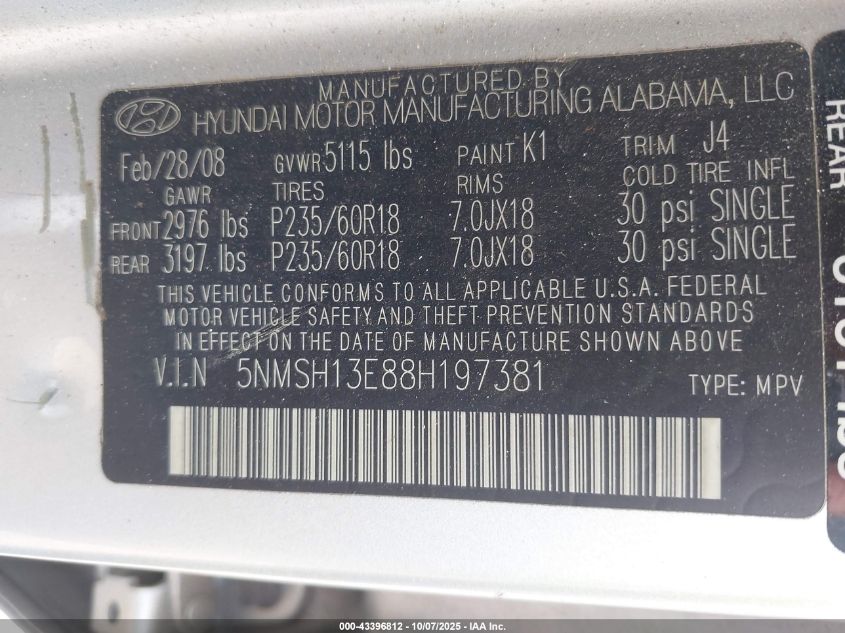 MANUFACTURED BY
HYUNDAI MOTOR MANUFACTURING ALABAMA, LLC
Feb/28/08 GVWR 5115 lbs PAINT K1 TRIM J4
GAWR TIRES RIMS COLD TIRE INFL
FRONT 2976 lbs P235/60R18 7.0JX18 30 psi SINGLE
REAR 3197 lbs P235/60R18 7.0JX18 30 psi SINGLE
THIS VEHICLE CONFORMS TO ALL APPLICABLE U.S.A. FEDERAL
MOTOR VEHICLE SAFETY AND THEFT PREVENTION STANDARDS
IN EFFECT ON THE DATE OF MANUFACTURE SHOWN ABOVE
V.I.N 5NMSH13E88H197381 TYPE: MPV
REAR
000-43396812 - 10/07/2025 - IAA Inc.